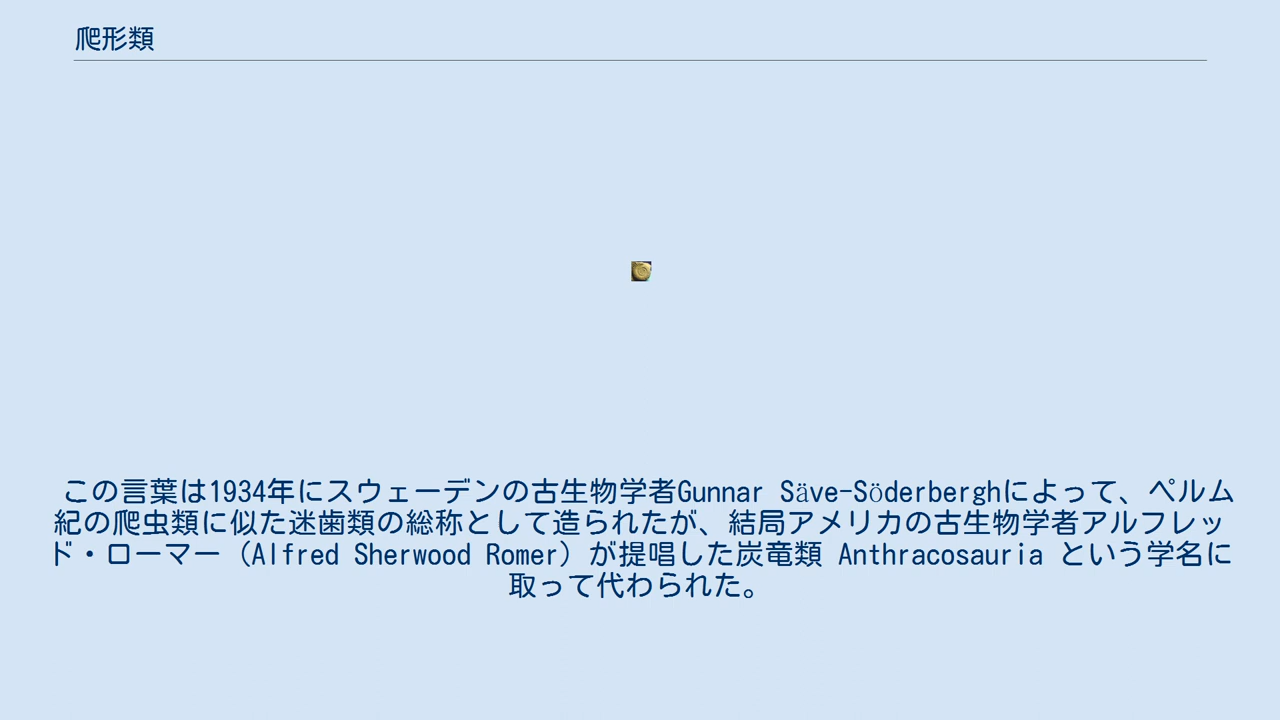 爬形類
この言葉は1934年にスウェーデンの古生物学者Gunnar Säve-Söderberghによって、ペルム
紀の爬虫類に似た迷歯類の総称として造られたが、結局アメリカの古生物学者アルフレッ
ド・ローマー（Alfred Sherwood Romer）が提唱した炭竜類 Anthracosauria という学名に
取って代わられた。